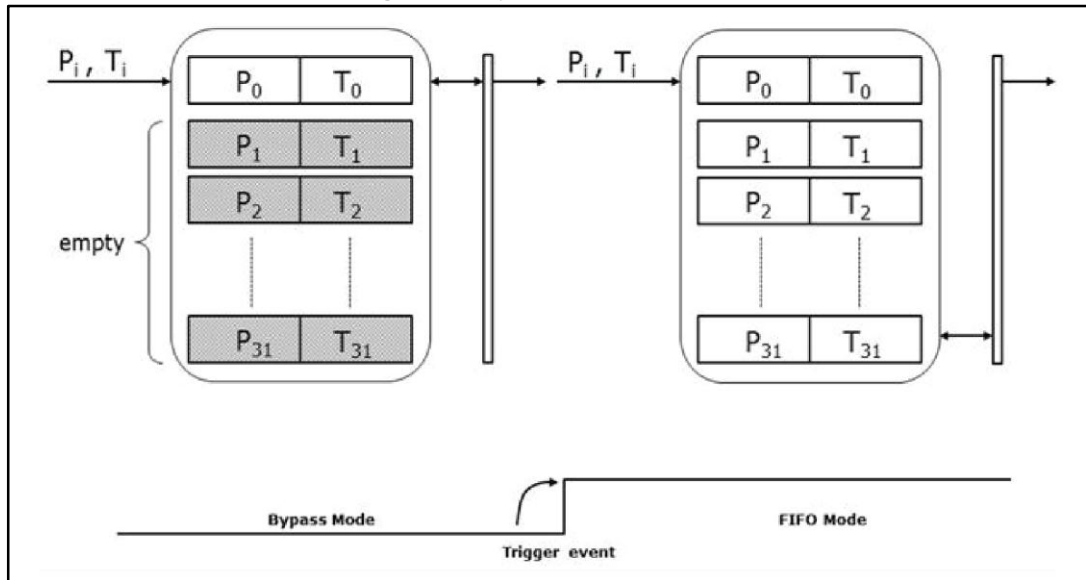 Pi , Ti
P0 T0
P1 T1
P2 T2
empty
P31 T31
Pi , Ti
P0 T0
P1 T1
P2 T2
P31 T31
Bypass Mode
FIFO Mode
Trigger event